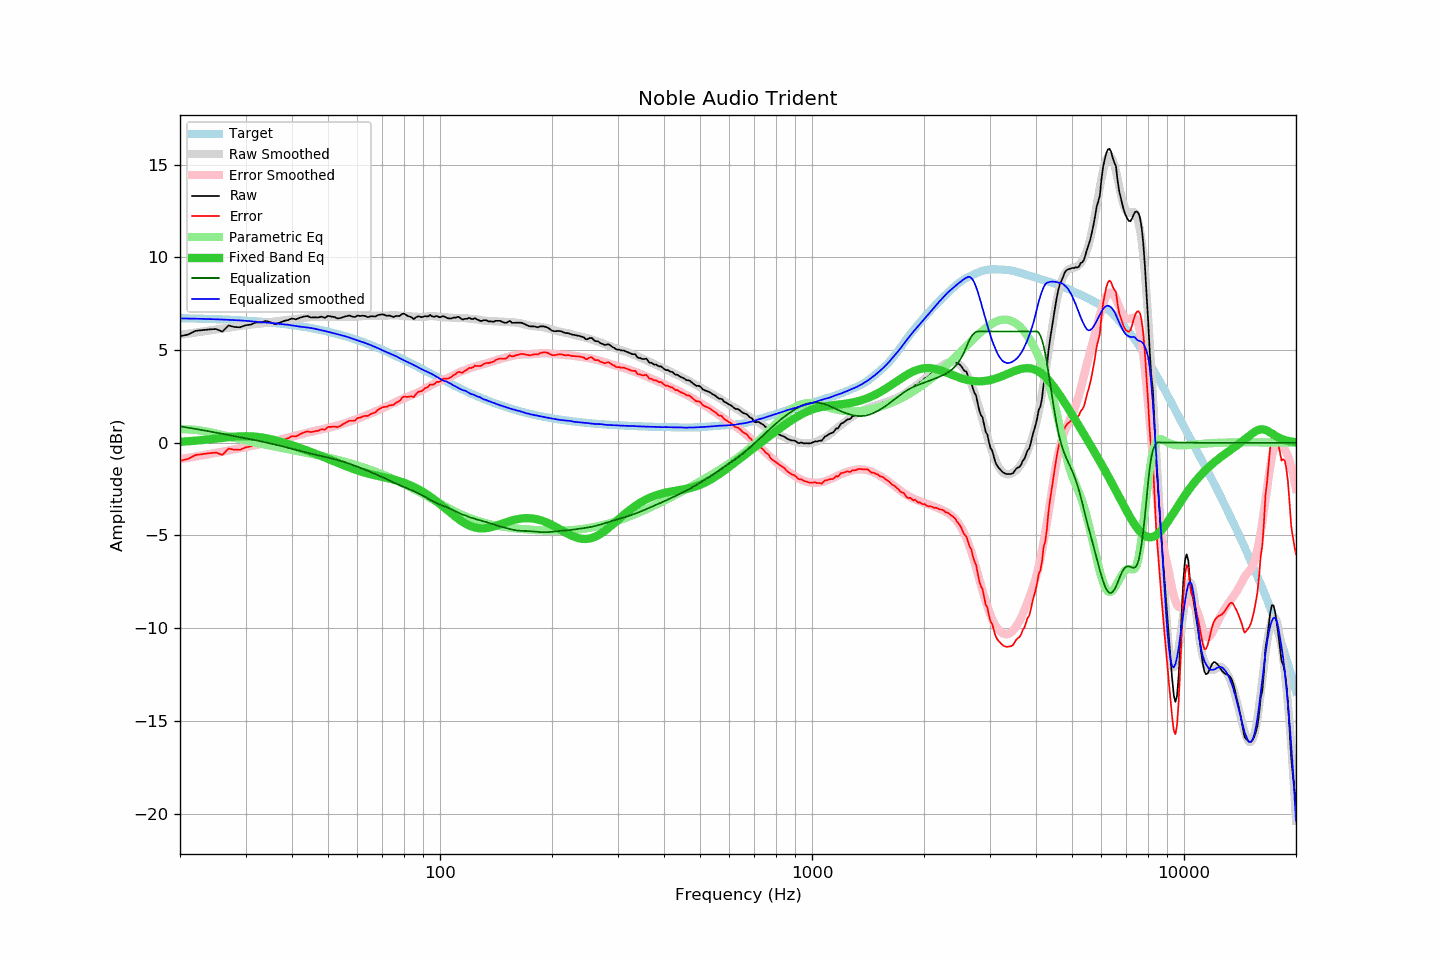 Noble Audio Trident
Target
Raw Smoothed
Error Smoothed
Raw
Error
Parametric Eq
Fixed Band Eq
Equalization
Equalized smoothed
15
10
5
0
−5
−10
−15
−20
Amplitude (dBr)
100
1000
10000
Frequency (Hz)